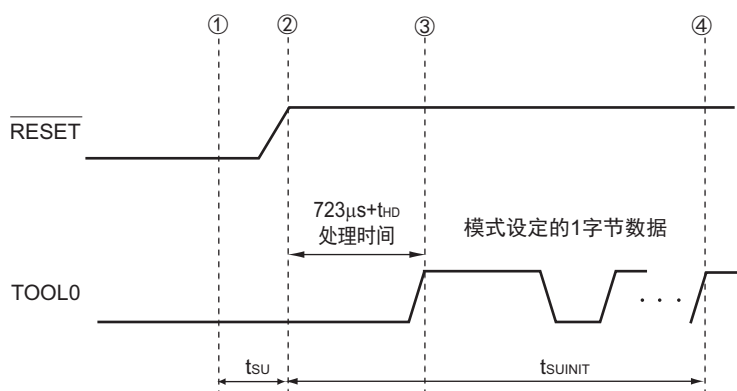 ① ② ③ ④
RESET
723μs+tHD
处理时间
模式设定的1字节数据
TOOL0
· · ·
tSU
tSUINIT